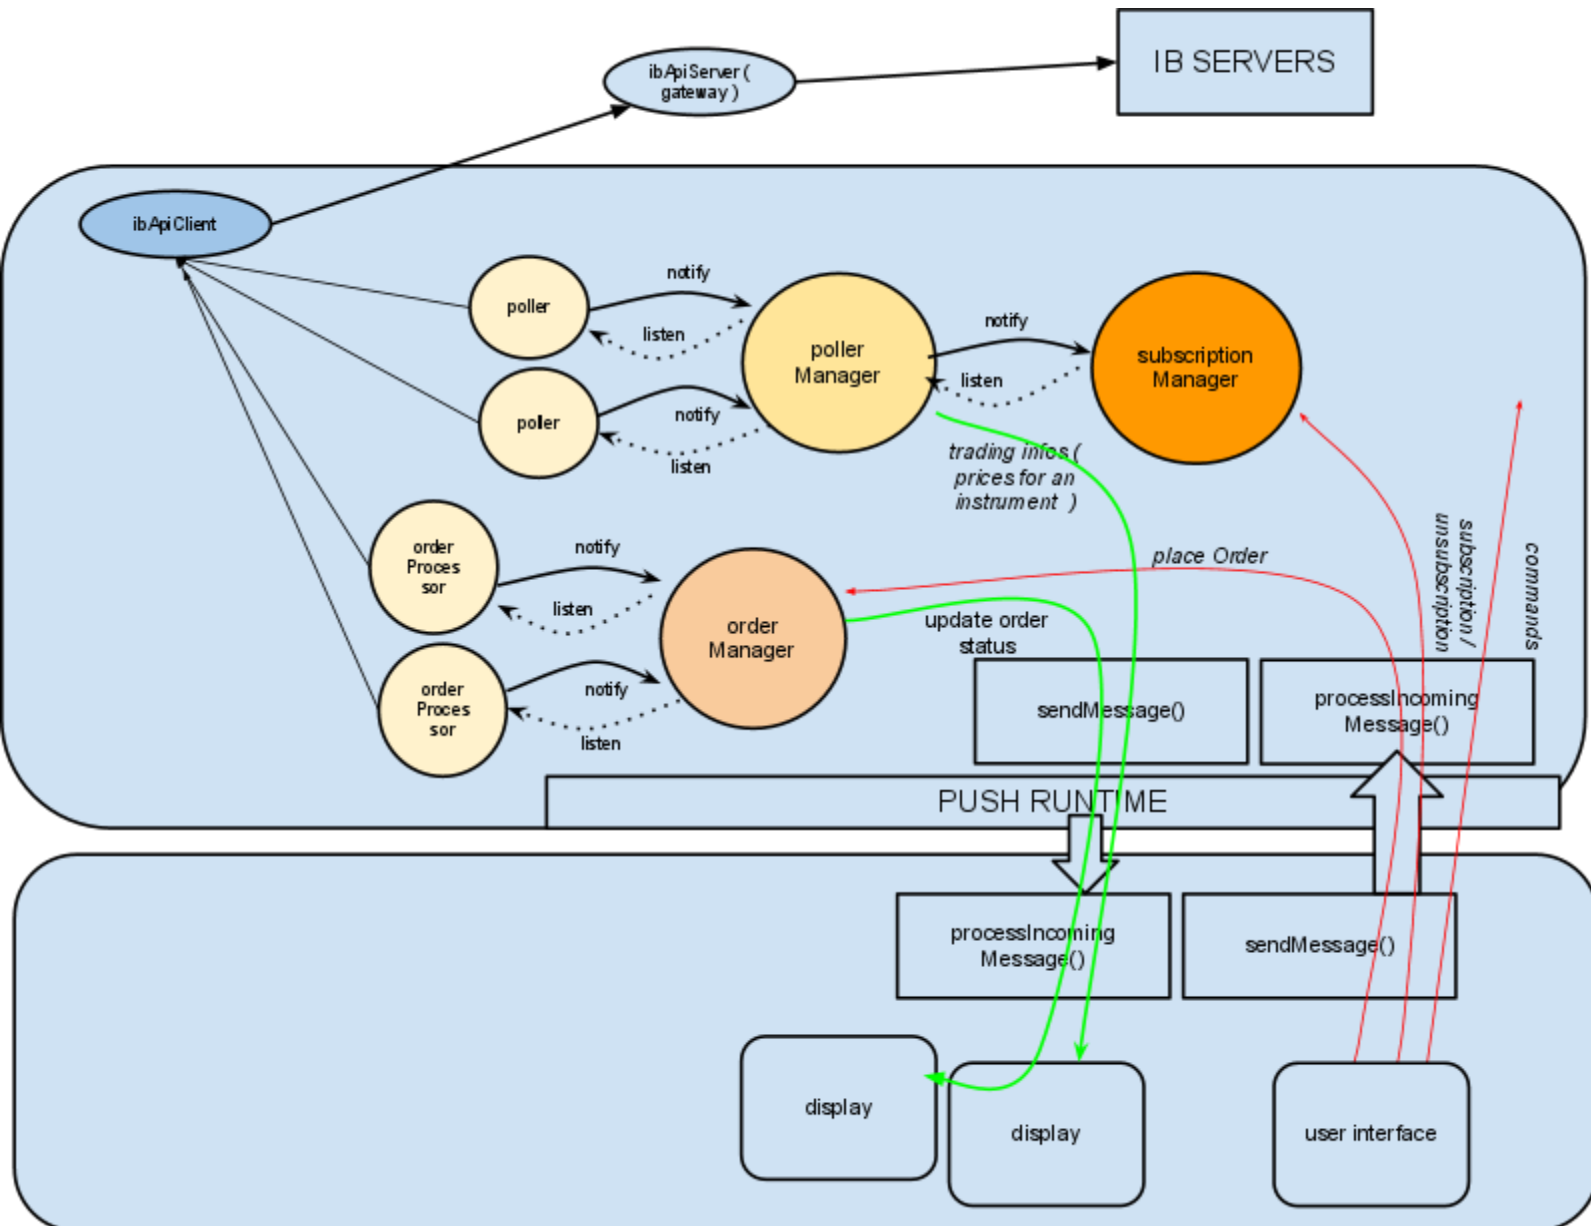 IB SERVERS
ibApiServer (
gateway )
ibApiClient
notify
poller
listen
poller
Manager
notify
listen
subscription
Manager
poller
notify
listen
trading infos (
prices for an
instrument )
order
Proces
sor
notify
listen
order
Manager
place Order
update order
status
subscription /
unsubscription
commands
order
Proces
sor
notify
listen
sendMessage()
processIncoming
Message()
PUSH RUNTIME
processIncoming
Message()
sendMessage()
display
display
user interface